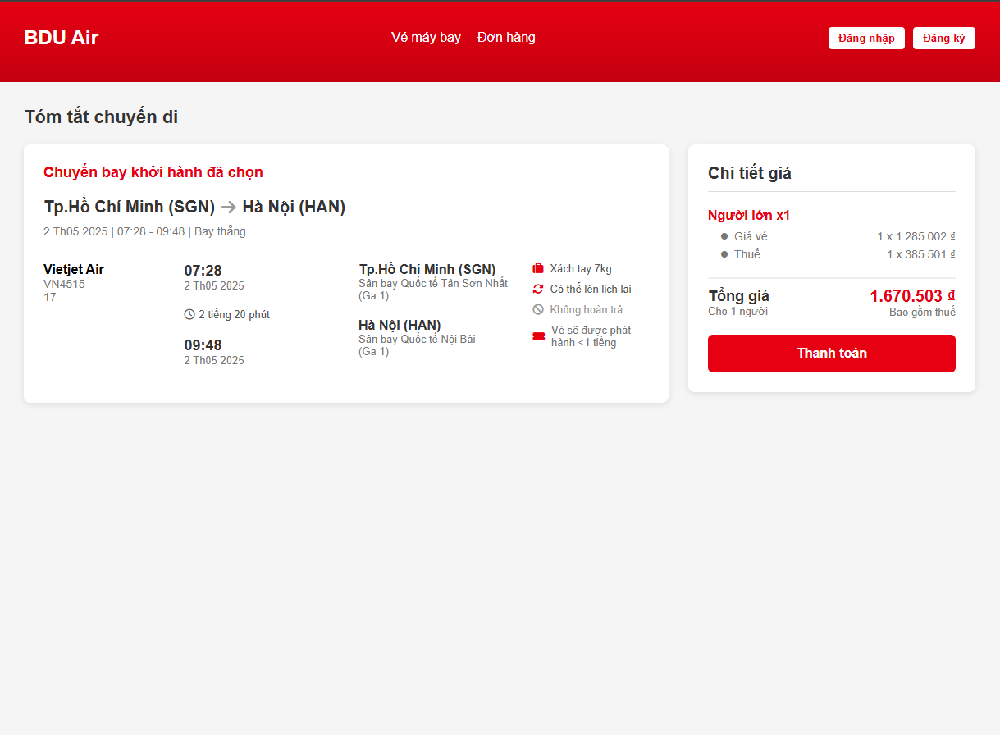 BDU Air
Vé máy bay
Đơn hàng
Đăng nhập
Đăng ký
Tóm tắt chuyến đi
Chuyến bay khởi hành đã chọn
Tp.Hồ Chí Minh (SGN) → Hà Nội (HAN)
2 Th05 2025 | 07:28 - 09:48 | Bay thẳng
Vietjet Air
VN4515
17
07:28
2 Th05 2025
2 tiếng 20 phút
09:48
2 Th05 2025
Tp.Hồ Chí Minh (SGN)
Sân bay Quốc tế Tân Sơn Nhất
(Ga 1)
Hà Nội (HAN)
Sân bay Quốc tế Nội Bài
(Ga 1)
Xách tay 7kg
Có thể lên lịch lại
Không hoàn trả
Vé sẽ được phát
hành <1 tiếng
Chi tiết giá
Người lớn x1
Giá vé 1 x 1.285.002 ₫
Thuế 1 x 385.501 ₫
Tổng giá 1.670.503 ₫
Cho 1 người Bao gồm thuế
Thanh toán